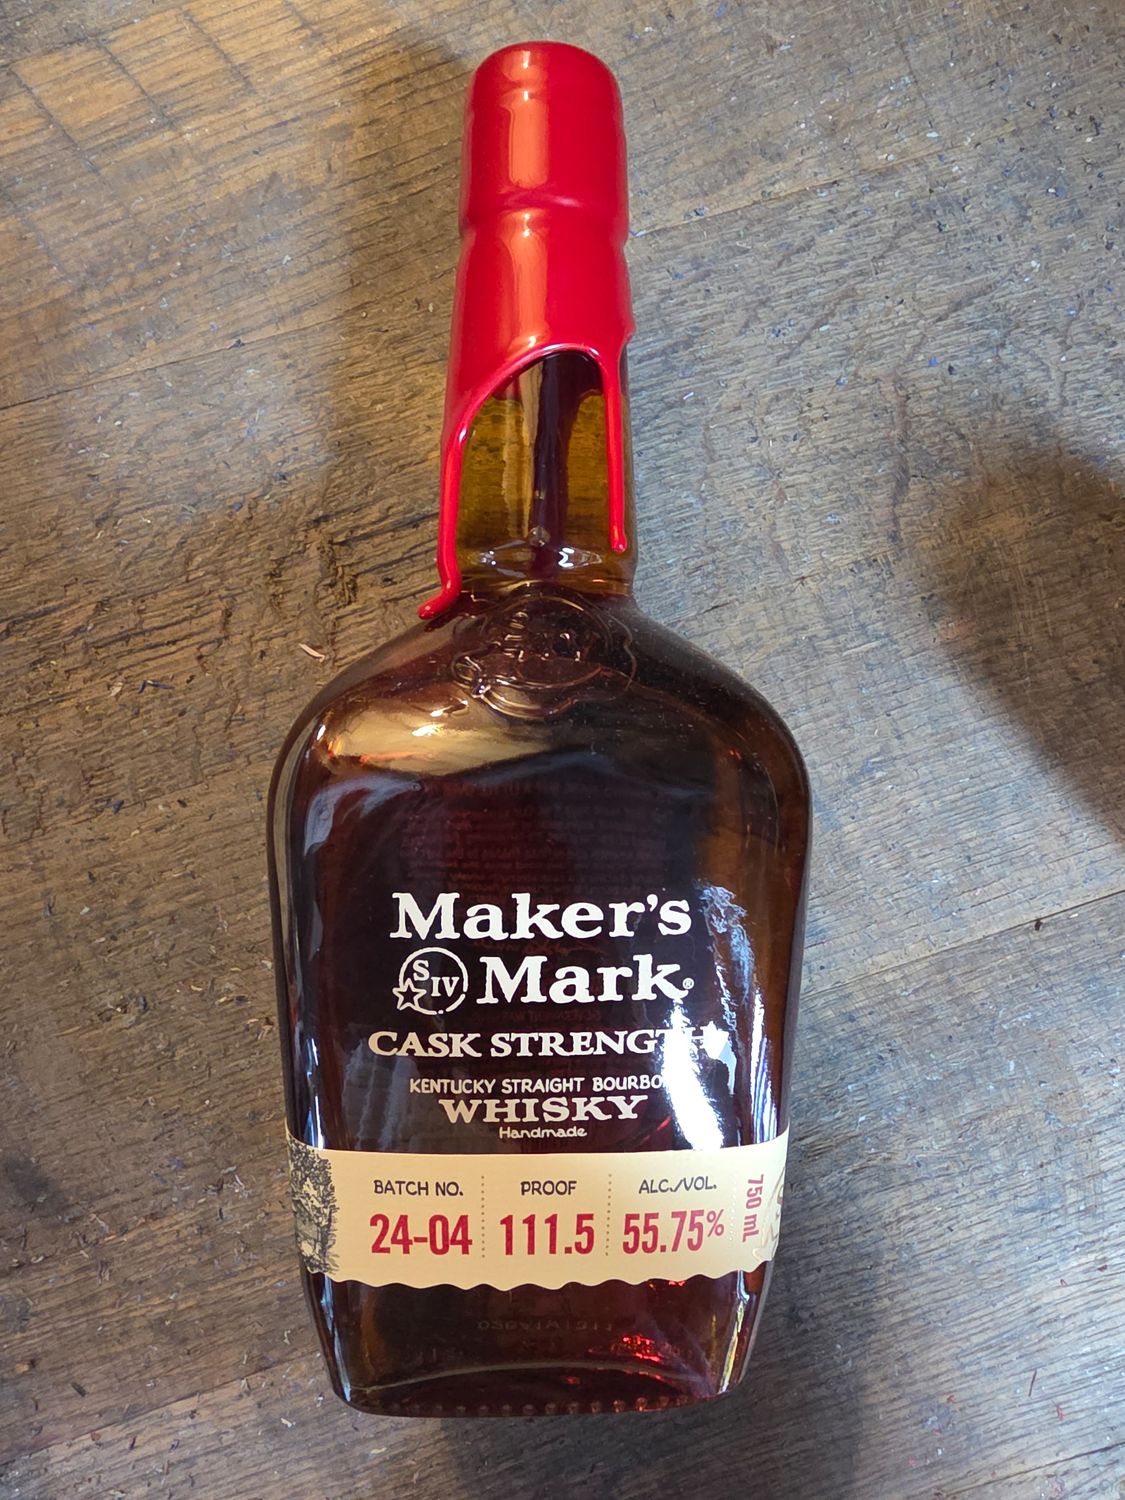 Maker's
SIV Mark®
CASK STRENGTH
KENTUCKY STRAIGHT BOURBON
WHISKY
Handmade
BATCH NO. PROOF ALC./VOL.
24-04 111.5 55.75%
750 mL